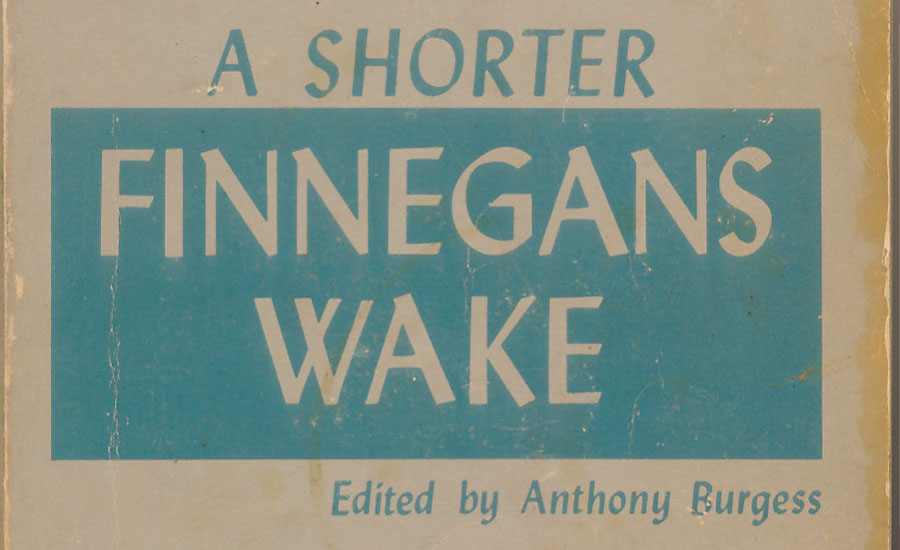 A SHORTER
FINNEGANS
WAKE
Edited by Anthony Burgess